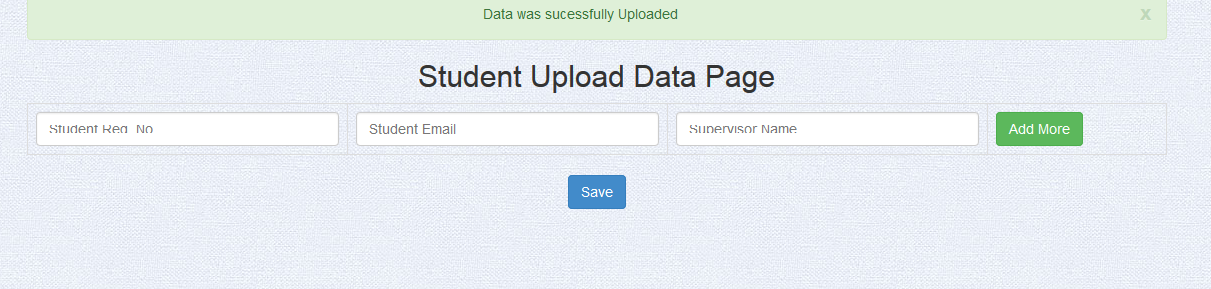 Data was sucessfully Uploaded
x
Student Upload Data Page
Student Reg. No
Student Email
Supervisor Name
Add More
Save